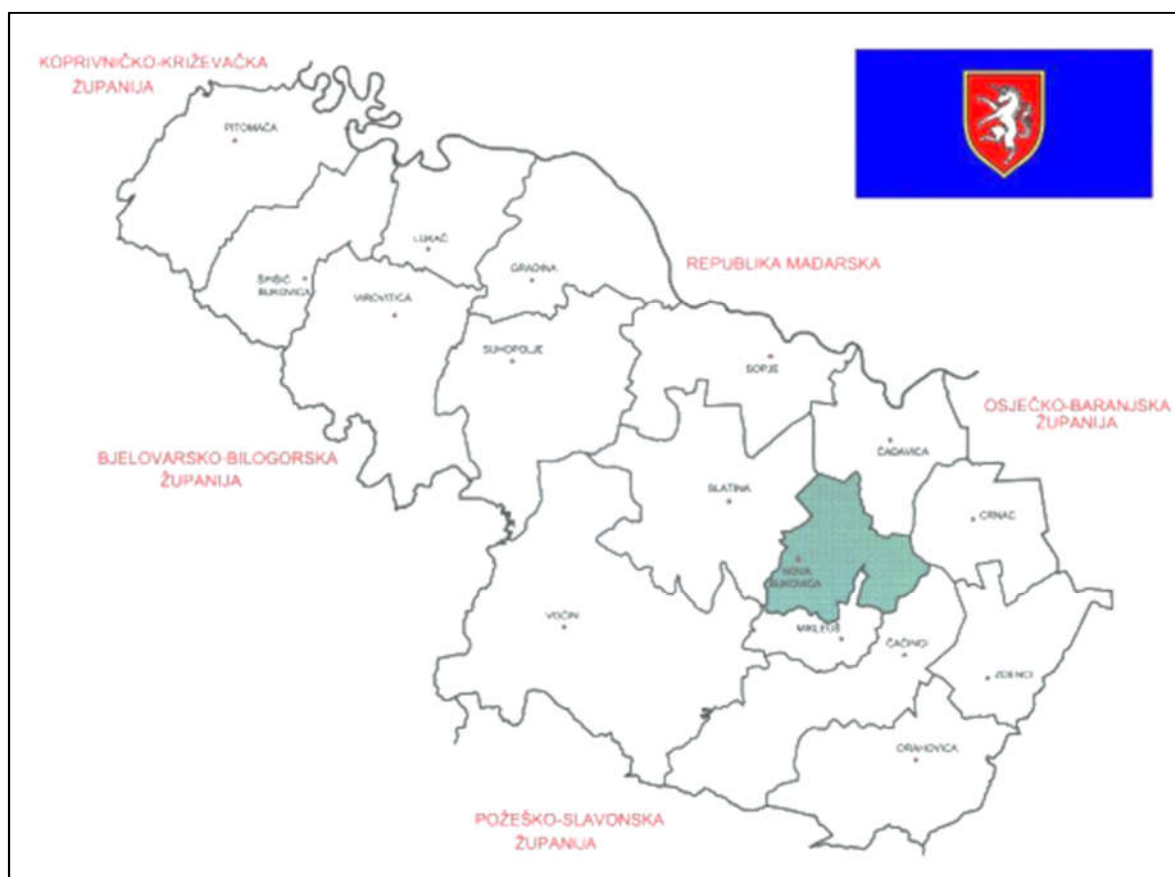 KOPRIVNIČKO-KRIŽEVAČKA
ŽUPANIJA
PITOMAČA
LUKAČ
GRADINA
REPUBLIKA MAĐARSKA
ŠPIŠIĆ
BUKOVICA
VIROVITICA
SUHOPOLJE
SOPJE
OSJEČKO-BARANJSKA
ŽUPANIJA
BJELOVARSKO-BILOGORSKA
ŽUPANIJA
ČAĐAVICA
SLATINA
CRNAC
NOVA
BUKOVICA
VOĆIN
MIKLEUŠ
ČAČINCI
ZDENCI
ORAHOVICA
POŽEŠKO-SLAVONSKA
ŽUPANIJA